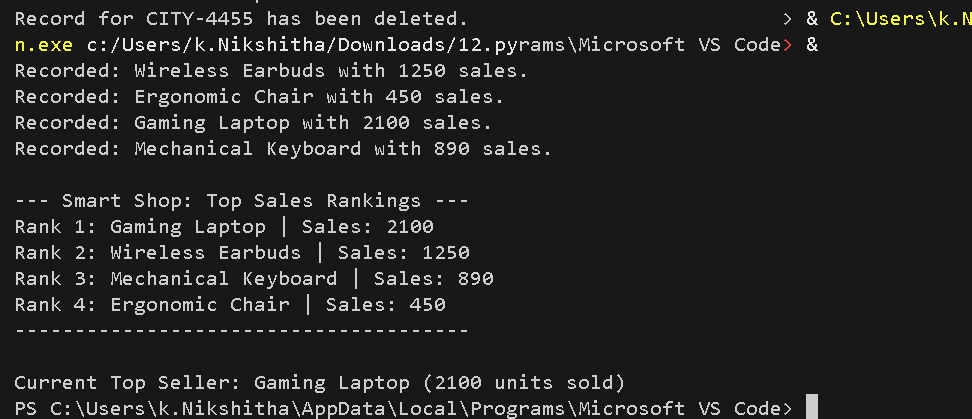 Record for CITY-4455 has been deleted. > & C:\Users\k.N
n.exe c:/Users/k.Nikshitha/Downloads/12.pyrams\Microsoft VS Code> &
Recorded: Wireless Earbuds with 1250 sales.
Recorded: Ergonomic Chair with 450 sales.
Recorded: Gaming Laptop with 2100 sales.
Recorded: Mechanical Keyboard with 890 sales.
--- Smart Shop: Top Sales Rankings ---
Rank 1: Gaming Laptop | Sales: 2100
Rank 2: Wireless Earbuds | Sales: 1250
Rank 3: Mechanical Keyboard | Sales: 890
Rank 4: Ergonomic Chair | Sales: 450
--------------------------------------
Current Top Seller: Gaming Laptop (2100 units sold)
PS C:\Users\k.Nikshitha\AppData\Local\Programs\Microsoft VS Code>